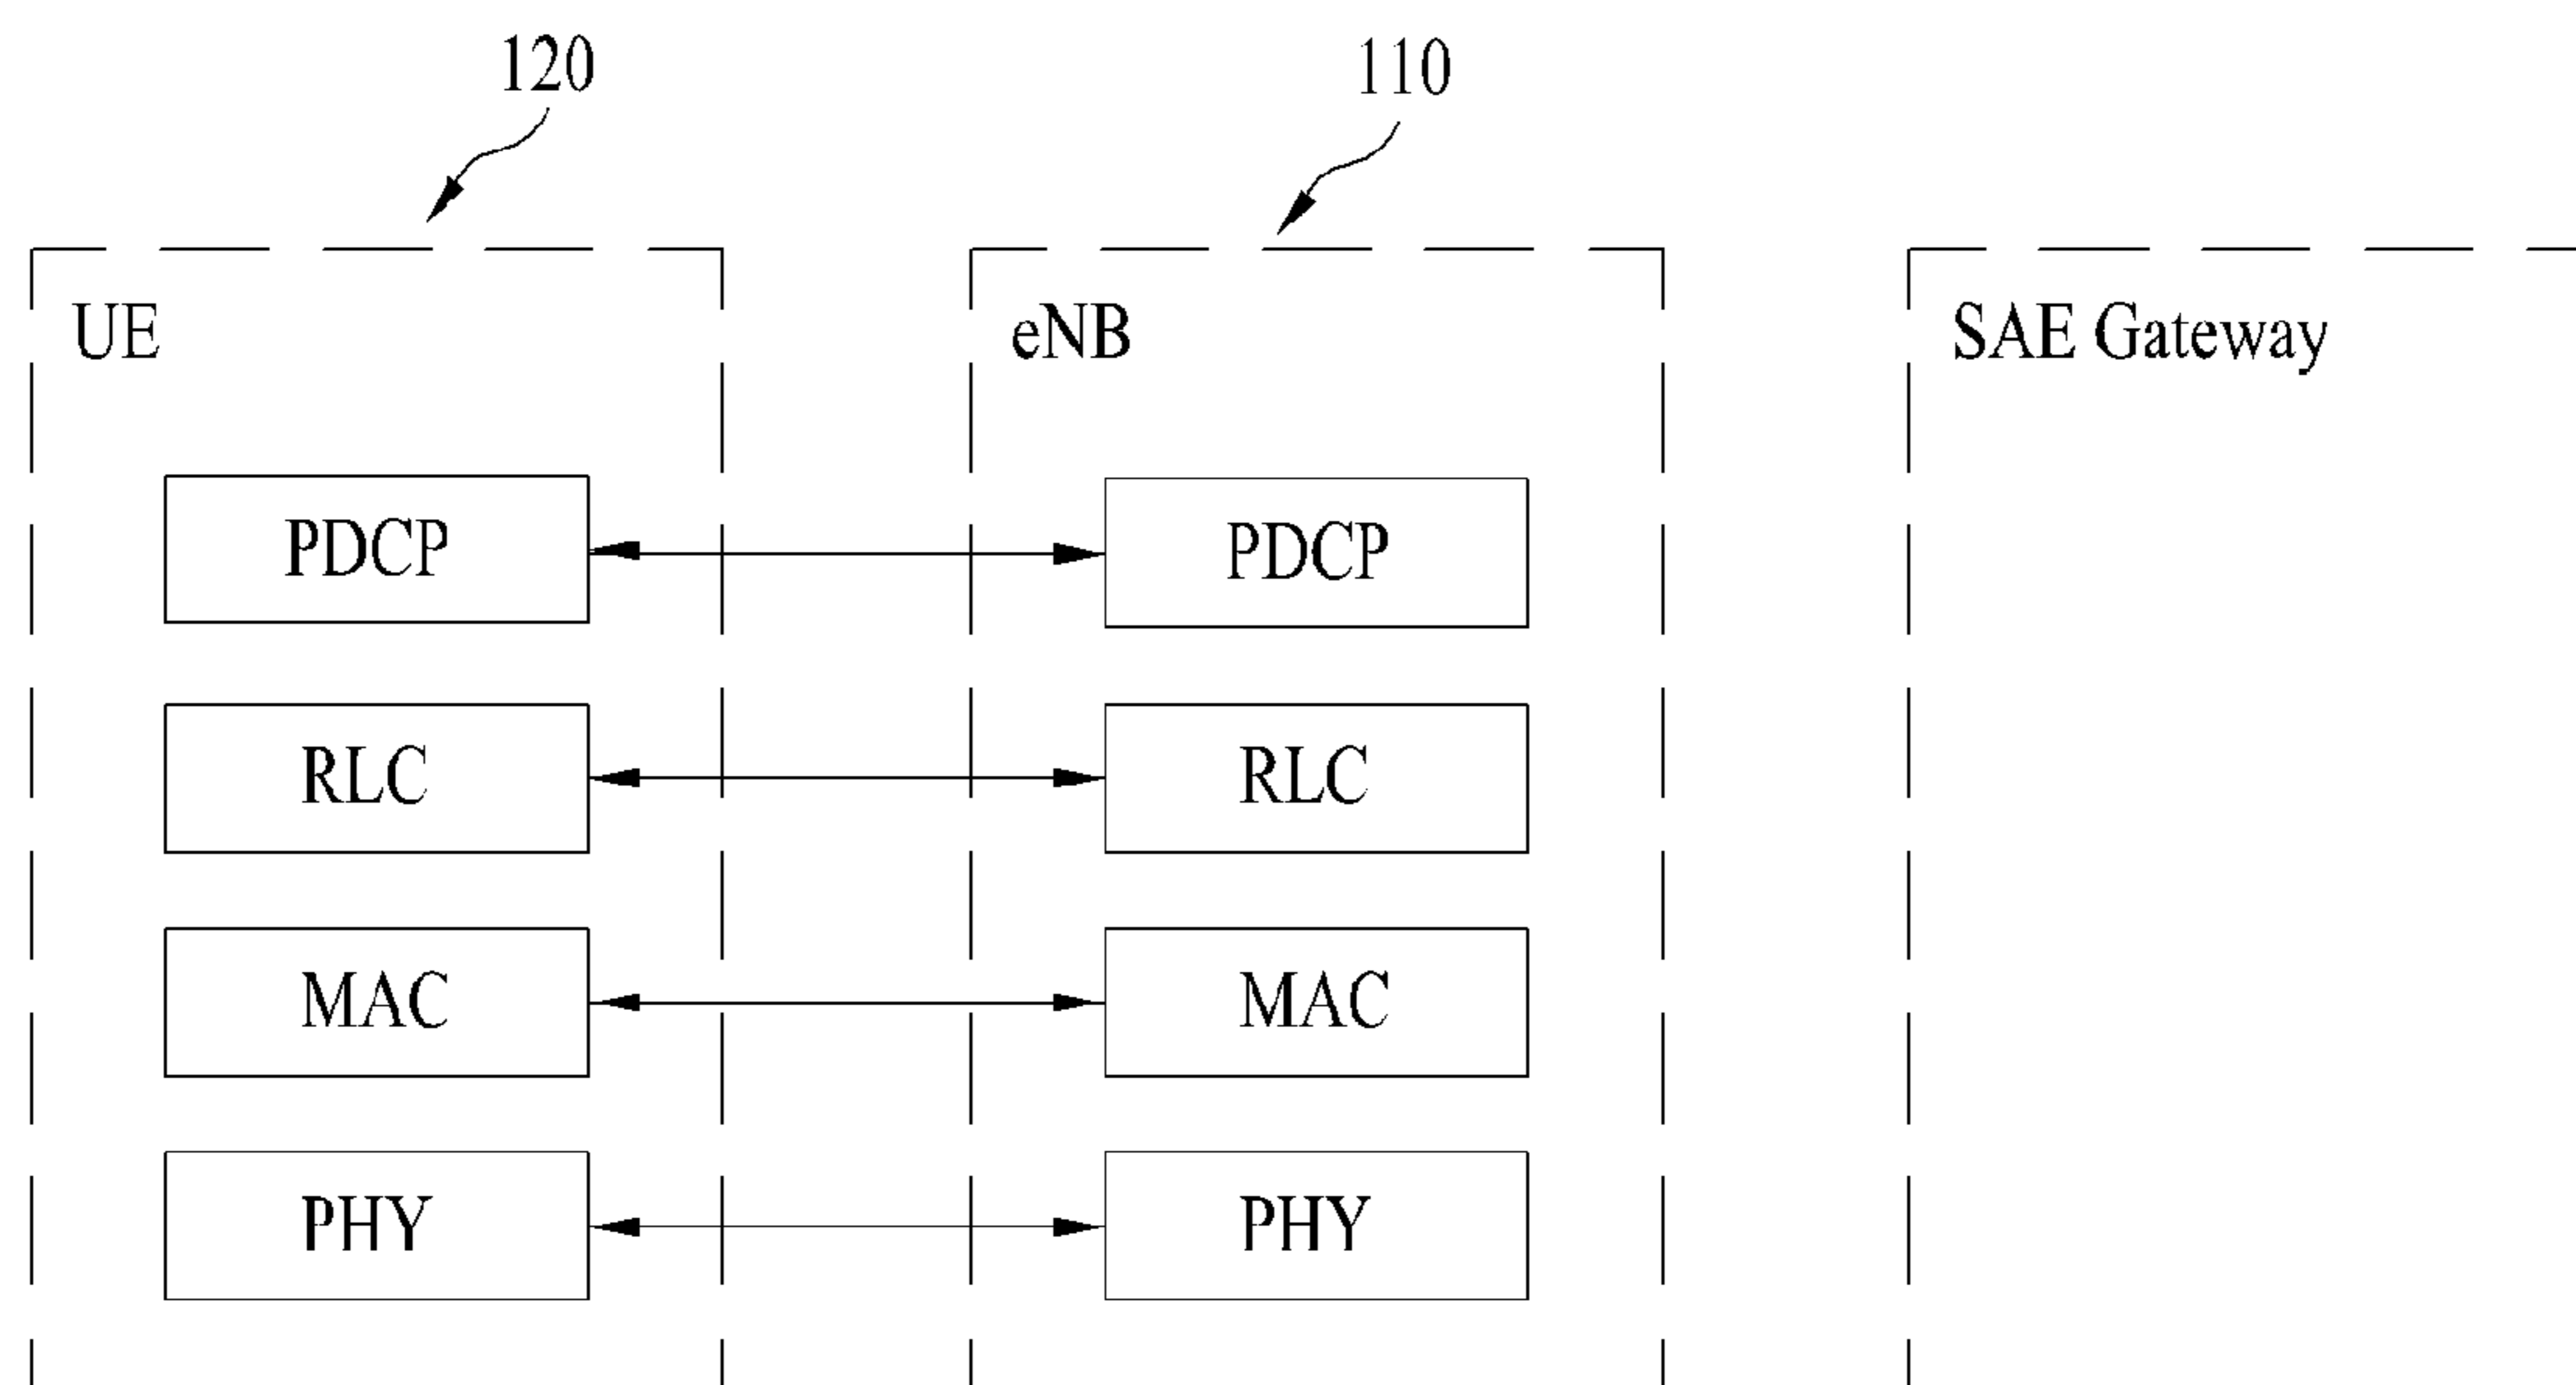 120
110
UE
eNB
SAE Gateway
PDCP
PDCP
RLC
RLC
MAC
MAC
PHY
PHY